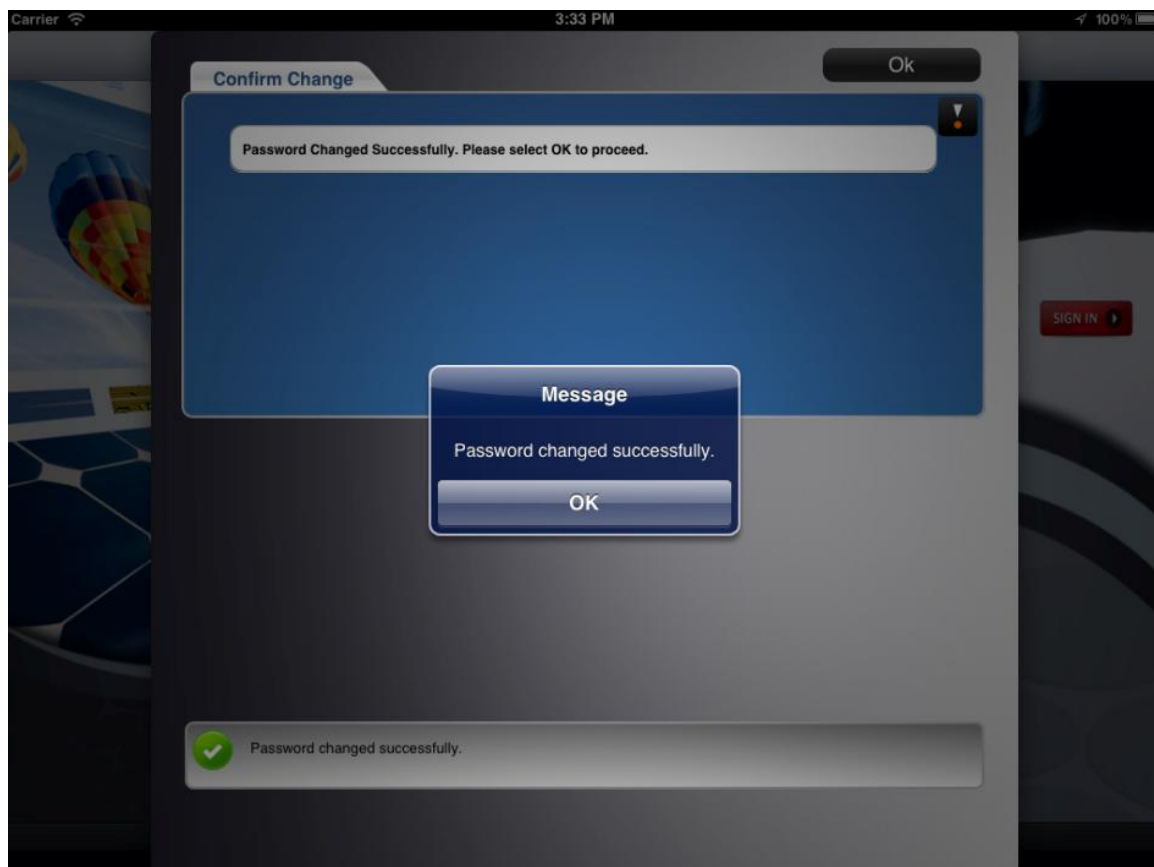 Carrier 3:33 PM 100%
Ok
Confirm Change
Password Changed Successfully. Please select OK to proceed.
SIGN IN
Message
Password changed successfully.
OK
Password changed successfully.